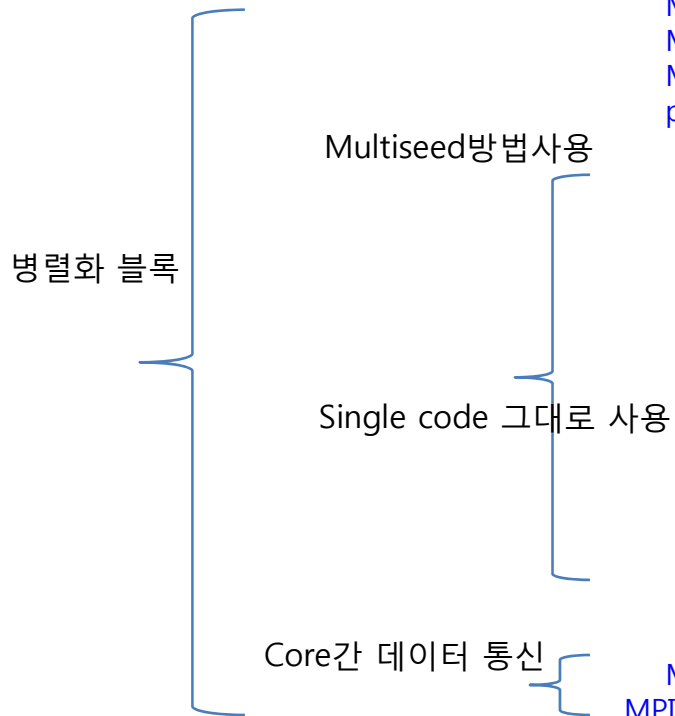 Multiseed방법사용
병렬화 블록
Single code 그대로 사용
Core간 데이터 통신
MPI